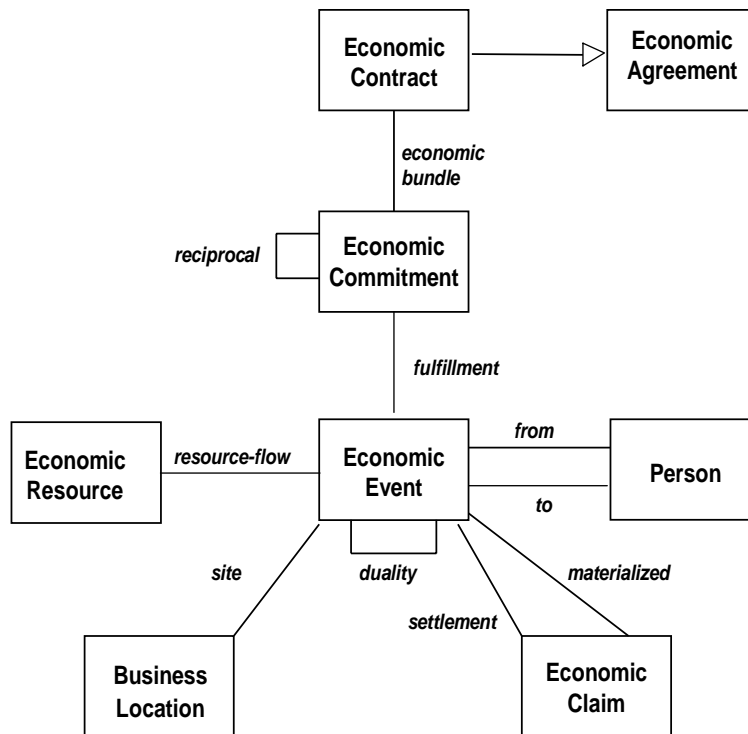 Economic
Contract
Economic
Agreement
economic
bundle
reciprocal
Economic
Commitment
fulfillment
Economic
Resource
resource-flow
Economic
Event
from
to
Person
site
duality
materialized
settlement
Business
Location
Economic
Claim